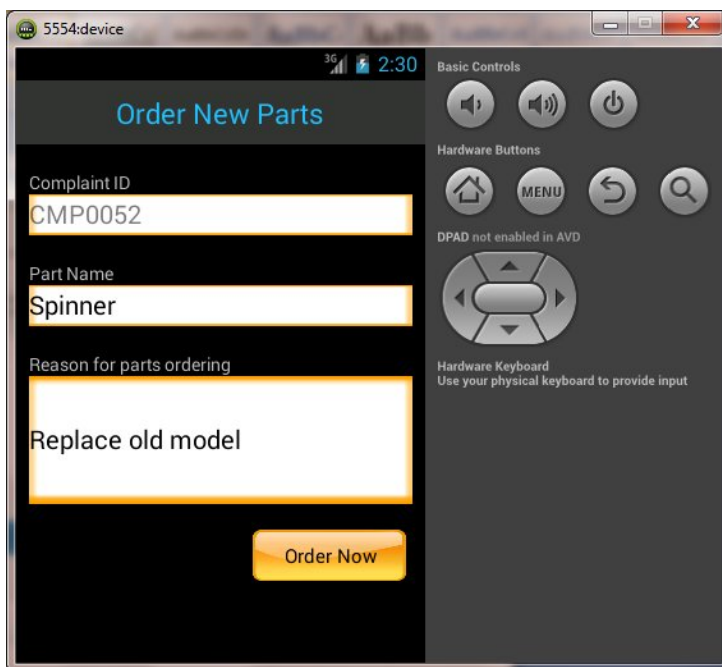 5554:device
3G 2:30
Order New Parts
Complaint ID
CMP0052
Part Name
Spinner
Reason for parts ordering
Replace old model
Order Now
Basic Controls
Hardware Buttons
MENU
DPAD not enabled in AVD
Hardware Keyboard
Use your physical keyboard to provide input